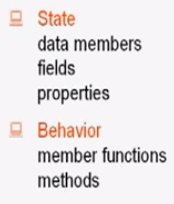 State
data members
fields
properties
Behavior
member functions
methods